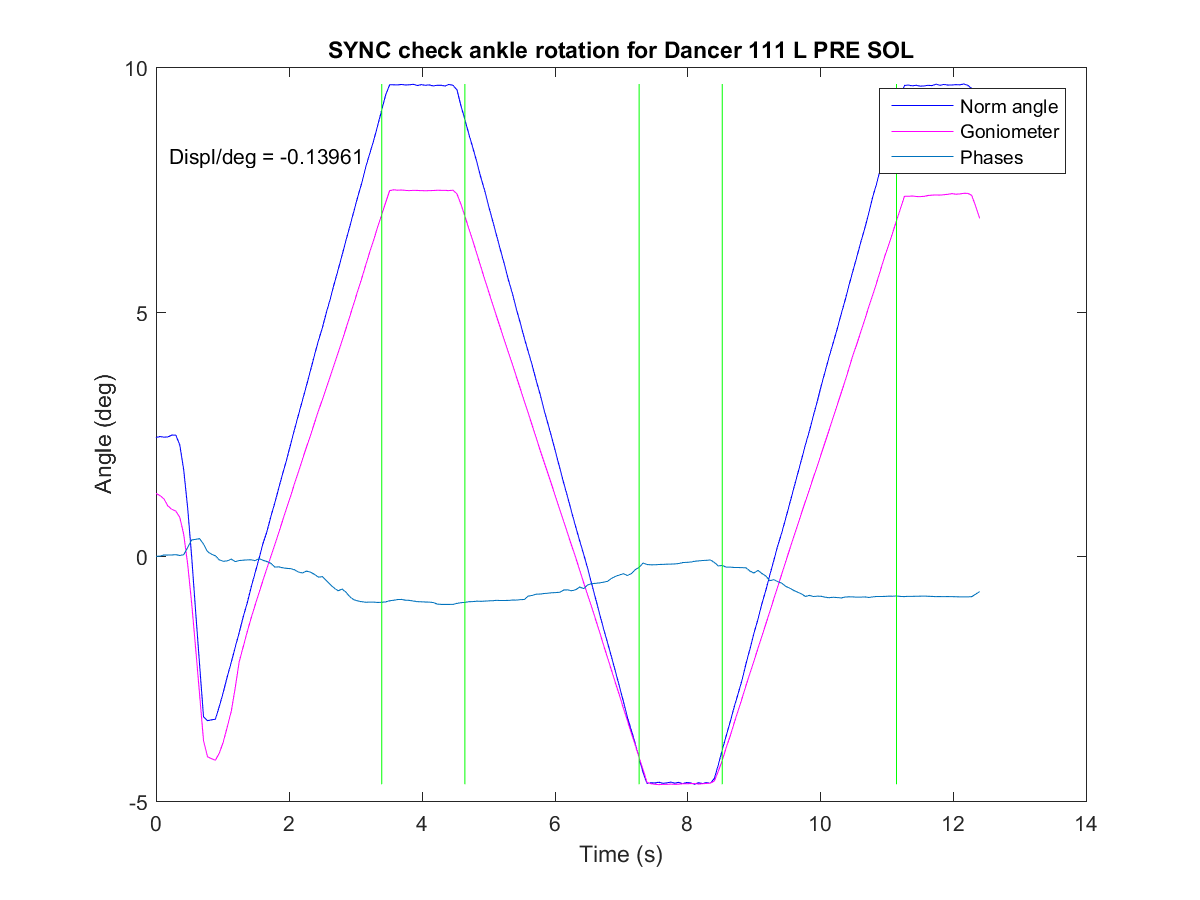 SYNC check ankle rotation for Dancer 111 L PRE SOL
10
5
0
-5
Angle (deg)
Displ/deg = -0.13961
Norm angle
Goniometer
Phases
0 2 4 6 8 10 12 14
Time (s)